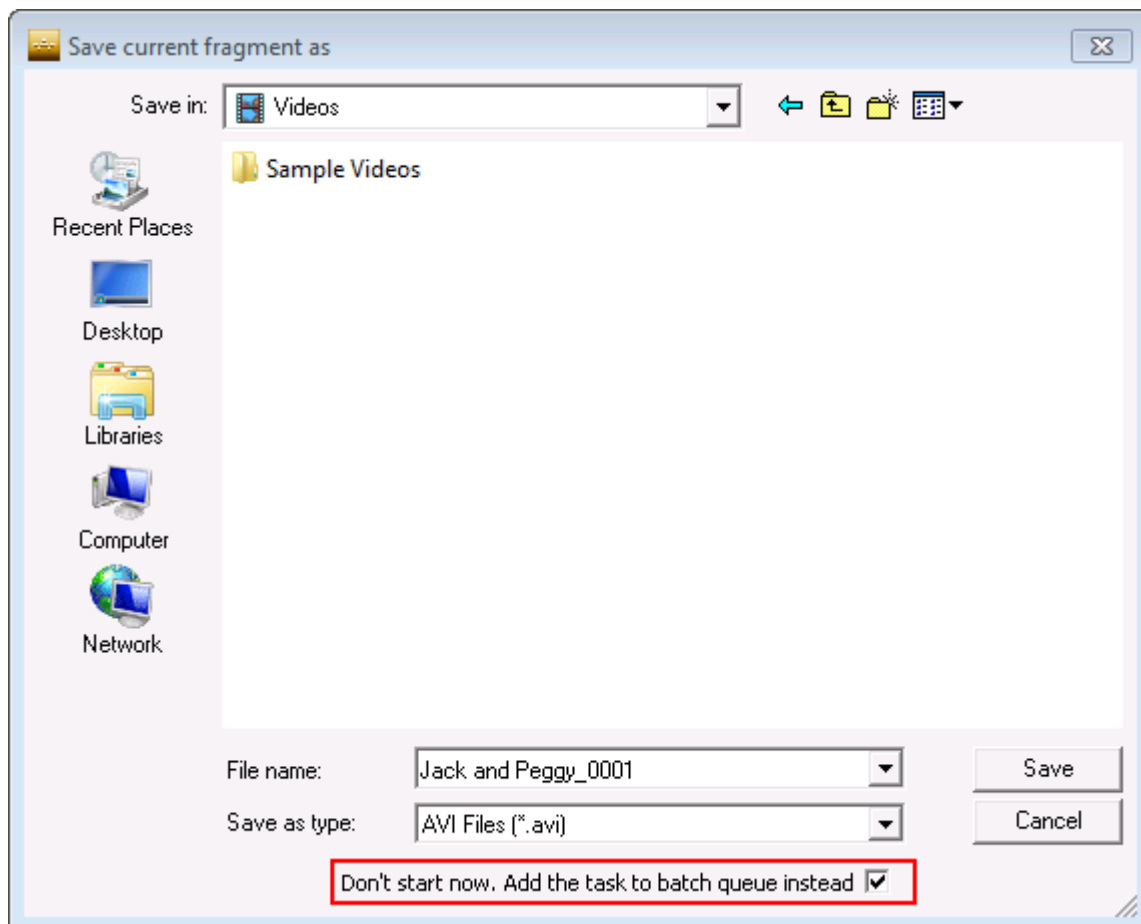 Save current fragment as
Save in: Videos
Sample Videos
Recent Places
Desktop
Libraries
Computer
Network
File name: Jack and Peggy_0001 Save
Save as type: AVI Files (*.avi) Cancel
Don't start now. Add the task to batch queue instead